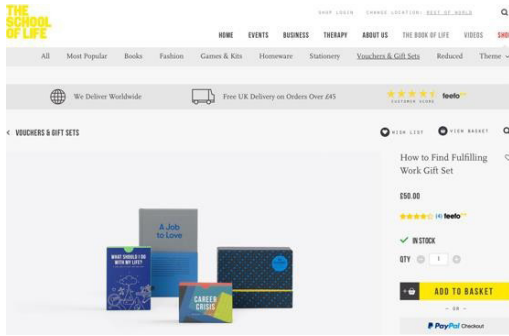 THE
SCHOOL
OF LIFE
SHOP LOGIN CHANGE LOCATION: REST OF WORLD
HOME EVENTS BUSINESS THERAPY ABOUT US THE BOOK OF LIFE VIDEOS SHOP
All Most Popular Books Fashion Games & Kits Homeware Stationery Vouchers & Gift Sets Reduced Theme
We Deliver Worldwide Free UK Delivery on Orders Over £45 CUSTOMER SCORE feefo
< VOUCHERS & GIFT SETS WISH LIST VIEW BASKET
How to Find Fulfilling
Work Gift Set
£50.00
(4) feefo
IN STOCK
QTY 1
ADD TO BASKET
- OR -
PayPal Checkout
A Job
to Love
WHAT SHOULD I DO
WITH MY LIFE?
CAREER
CRISIS